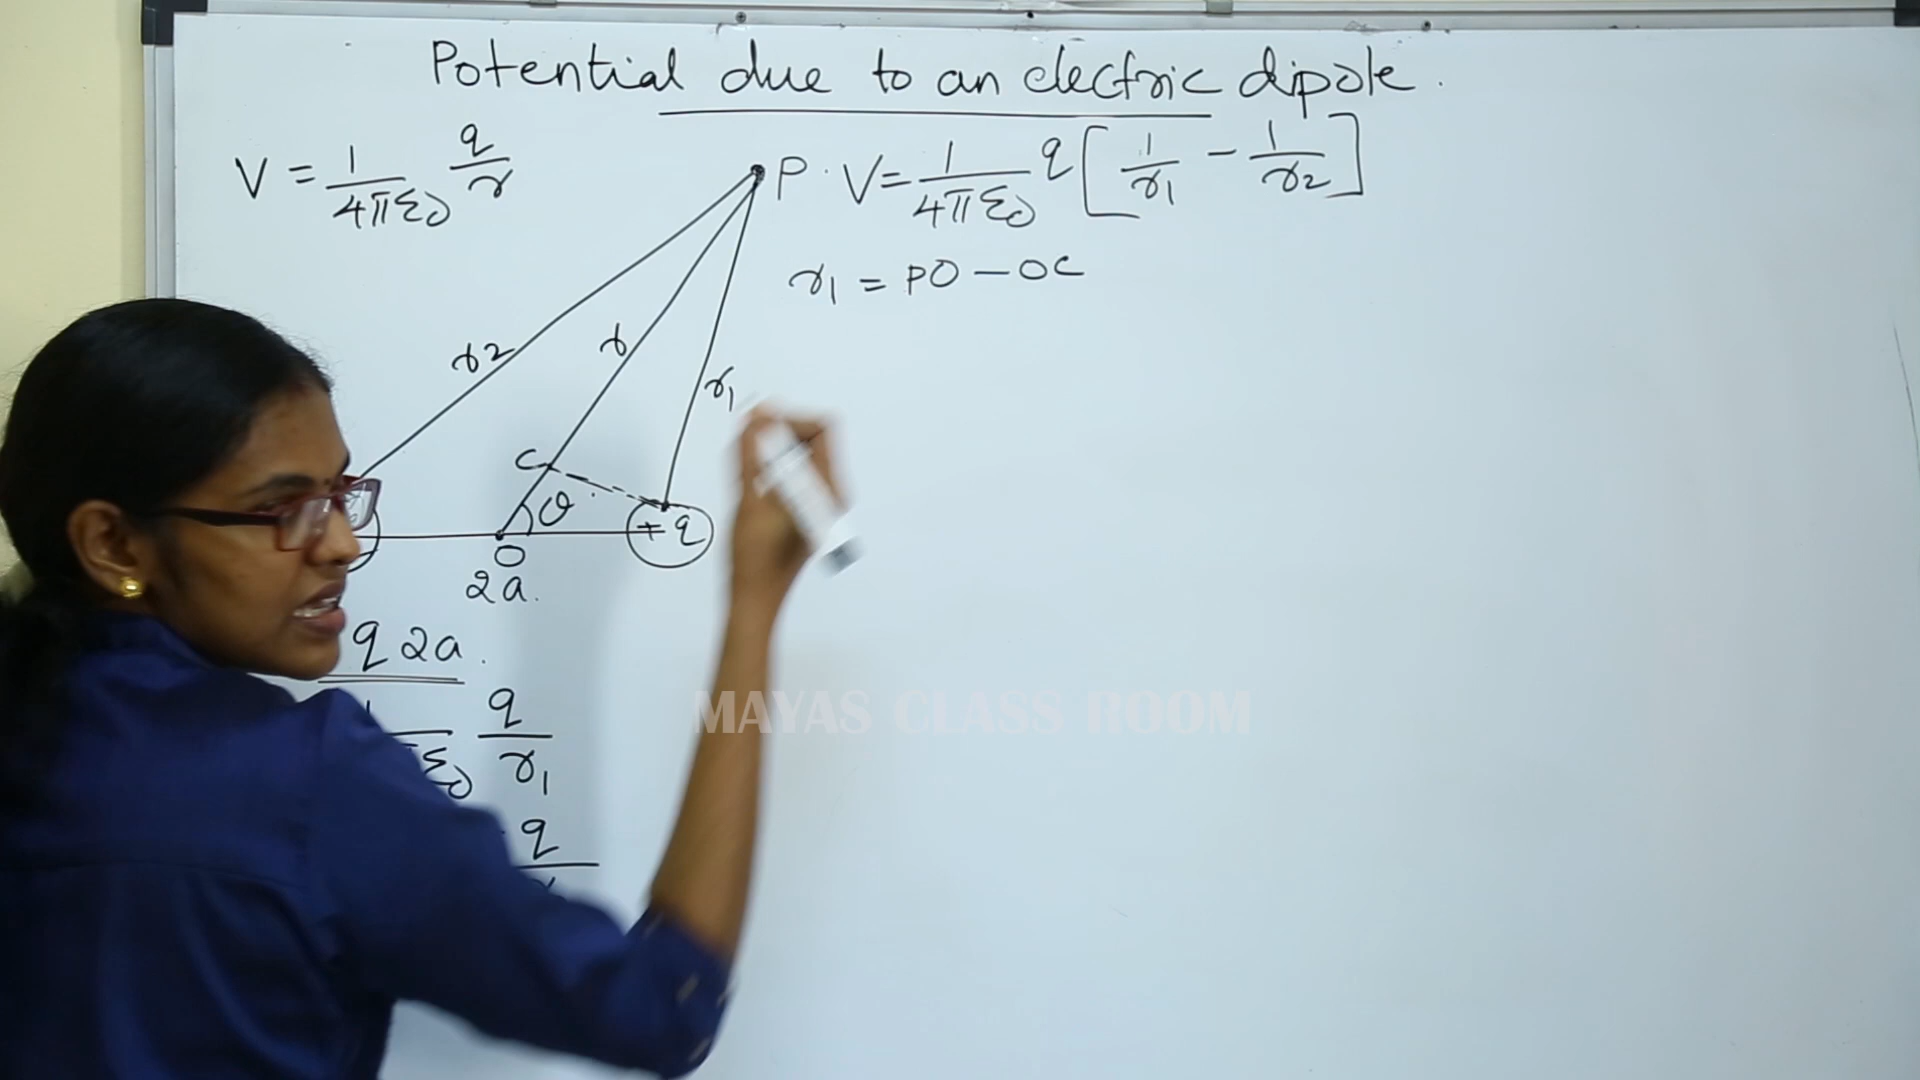 Potential due to an electric dipole.
V = 1/4πε0 q/r
P. V = 1/4πε0 q [1/r1 - 1/r2]
r1 = PO - OC
r2
r
r1
C
θ
+q
O
2a.
q 2a.
ε0 q/r1
q
MAYAS CLASS ROOM